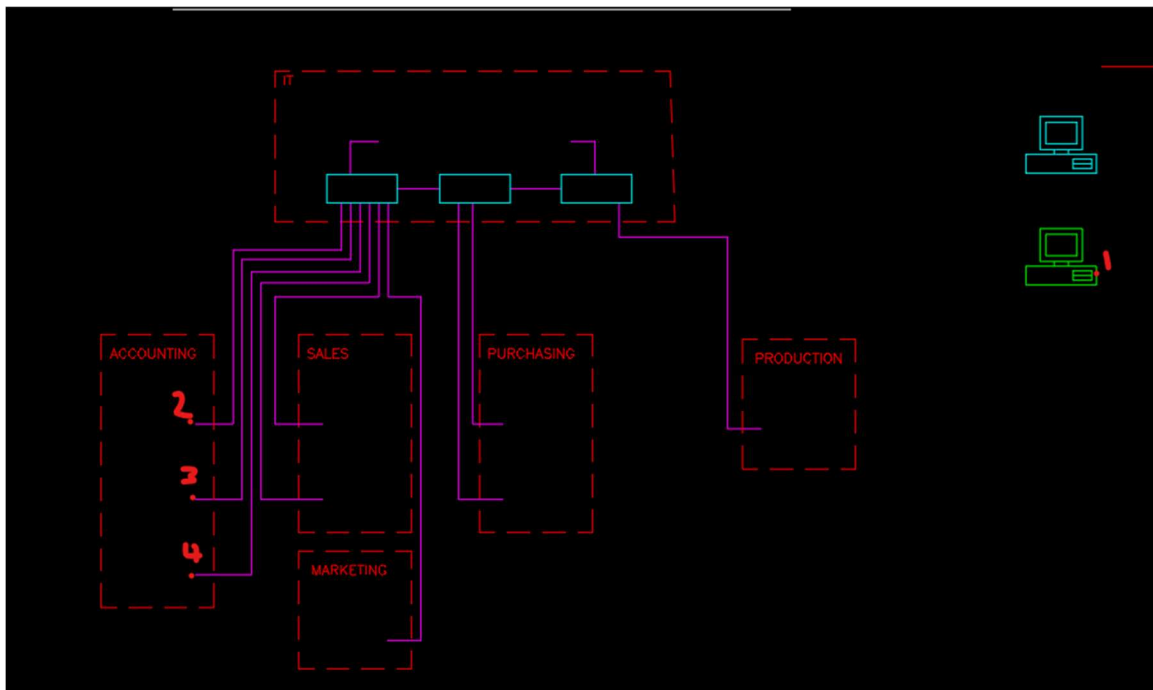 IT
1
ACCOUNTING
SALES
PURCHASING
PRODUCTION
2
3
4
MARKETING